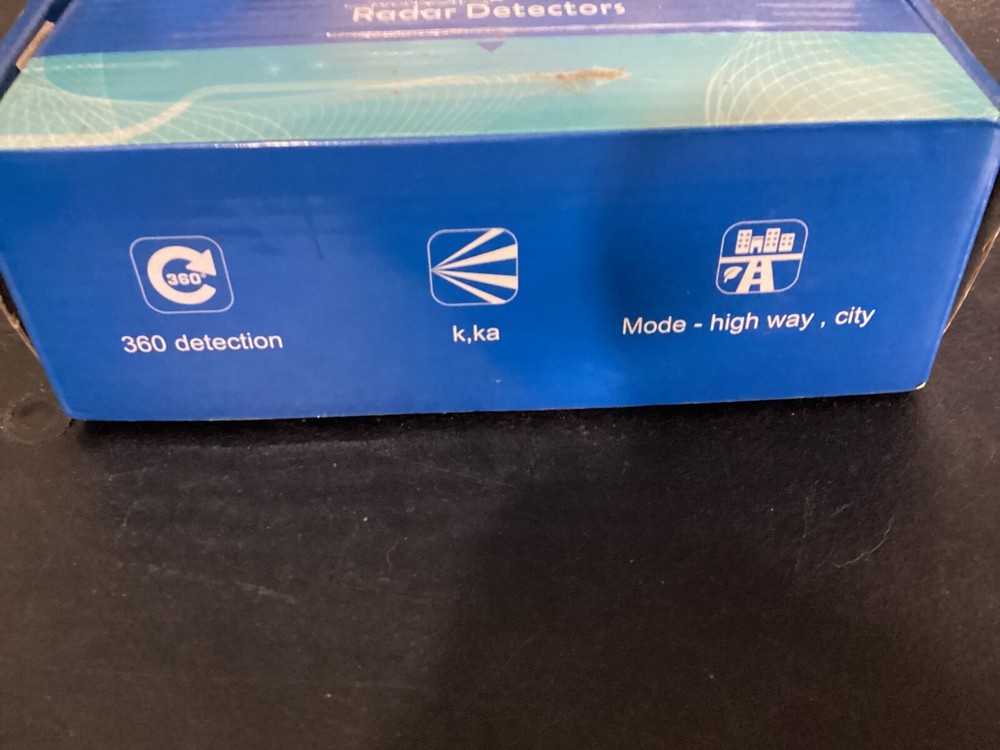 Radar Detectors
360°
360 detection
k,ka
Mode - high way , city